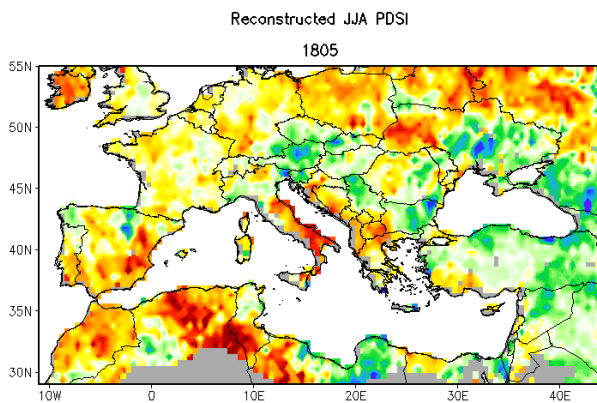 Reconstructed JJA PDSI
1805
55N
50N
45N
40N
35N
30N
10W
0
10E
20E
30E
40E